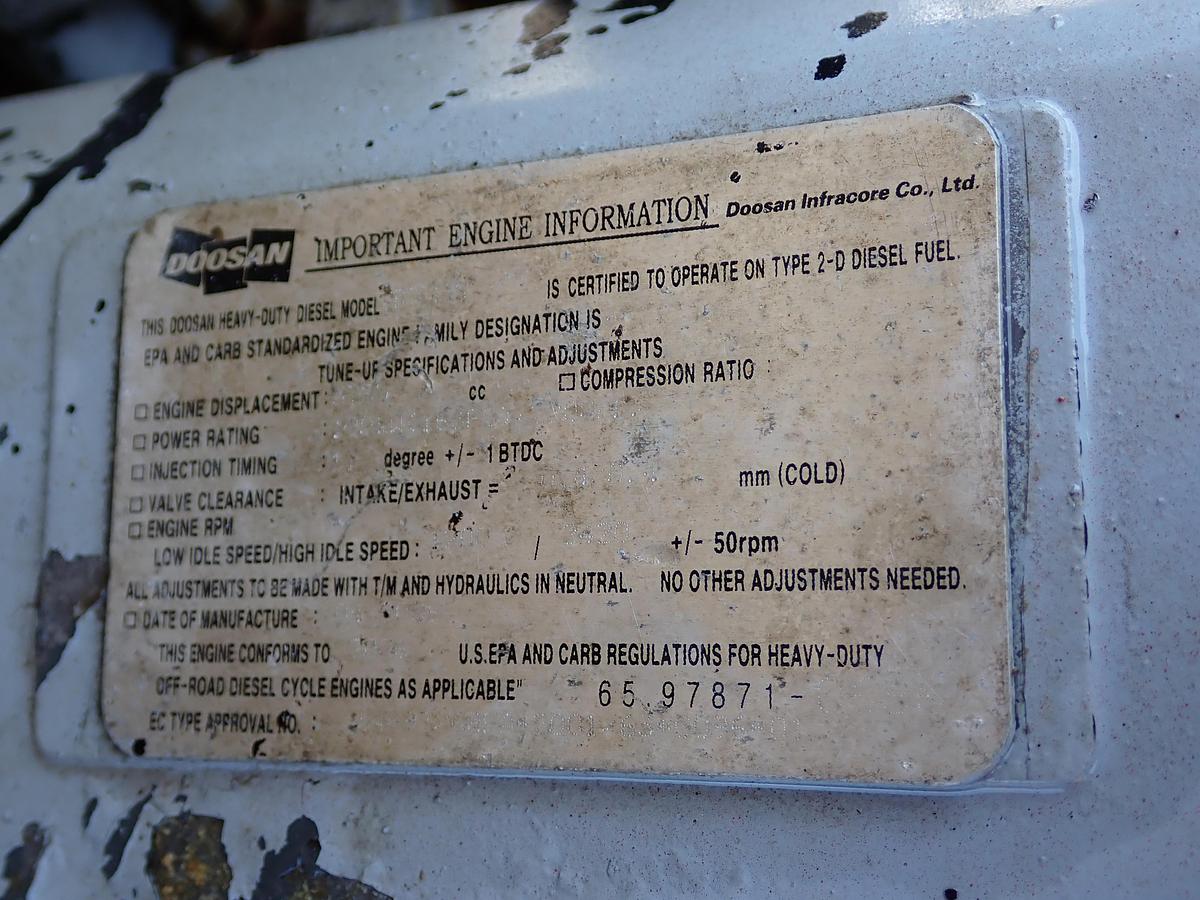 DOOSAN IMPORTANT ENGINE INFORMATION Doosan Infracore Co., Ltd.
THIS DOOSAN HEAVY-DUTY DIESEL MODEL IS CERTIFIED TO OPERATE ON TYPE 2-D DIESEL FUEL.
EPA AND CARB STANDARDIZED ENGINE FAMILY DESIGNATION IS
TUNE-UP SPECIFICATIONS AND ADJUSTMENTS
□ ENGINE DISPLACEMENT : cc □ COMPRESSION RATIO :
□ POWER RATING :
□ INJECTION TIMING : degree +/- 1 BTDC
□ VALVE CLEARANCE : INTAKE/EXHAUST = mm (COLD)
□ ENGINE RPM
LOW IDLE SPEED/HIGH IDLE SPEED : / +/- 50rpm
ALL ADJUSTMENTS TO BE MADE WITH T/M AND HYDRAULICS IN NEUTRAL. NO OTHER ADJUSTMENTS NEEDED.
□ DATE OF MANUFACTURE :
THIS ENGINE CONFORMS TO U.S.EPA AND CARB REGULATIONS FOR HEAVY-DUTY
OFF-ROAD DIESEL CYCLE ENGINES AS APPLICABLE" 65.97871-
EC TYPE APPROVAL NO. :